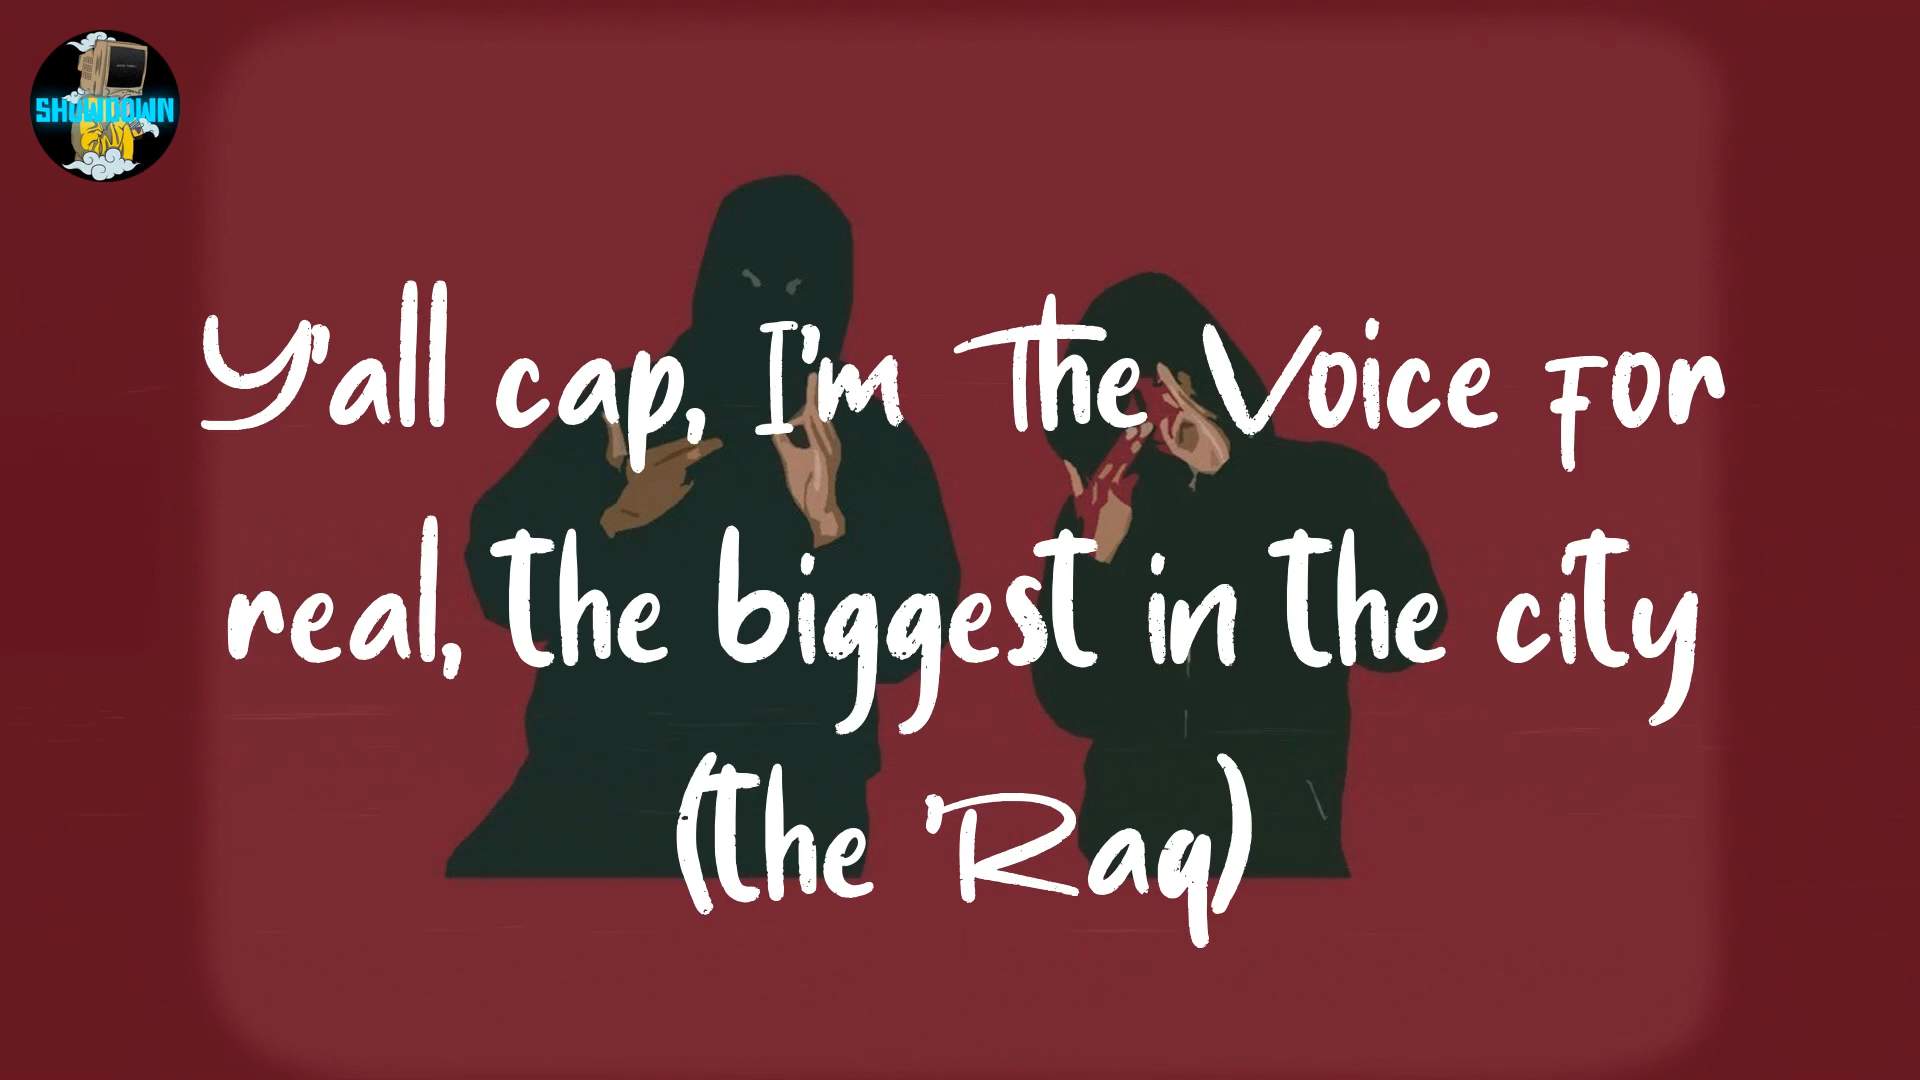 SHOWDOWN
Y'all cap, I'm The Voice for
real, the biggest in the city
(the Raq)